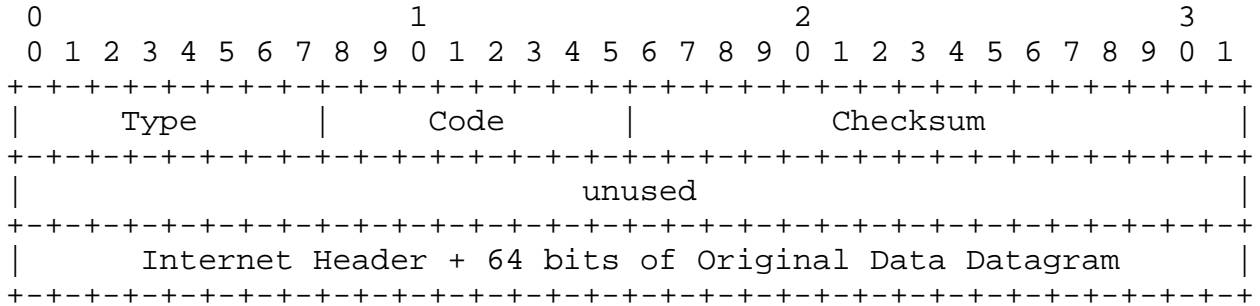 0                   1                   2                   3
 0 1 2 3 4 5 6 7 8 9 0 1 2 3 4 5 6 7 8 9 0 1 2 3 4 5 6 7 8 9 0 1
+-+-+-+-+-+-+-+-+-+-+-+-+-+-+-+-+-+-+-+-+-+-+-+-+-+-+-+-+-+-+-+-+
|     Type      |     Code      |          Checksum             |
+-+-+-+-+-+-+-+-+-+-+-+-+-+-+-+-+-+-+-+-+-+-+-+-+-+-+-+-+-+-+-+-+
|                             unused                            |
+-+-+-+-+-+-+-+-+-+-+-+-+-+-+-+-+-+-+-+-+-+-+-+-+-+-+-+-+-+-+-+-+
|      Internet Header + 64 bits of Original Data Datagram      |
+-+-+-+-+-+-+-+-+-+-+-+-+-+-+-+-+-+-+-+-+-+-+-+-+-+-+-+-+-+-+-+-+